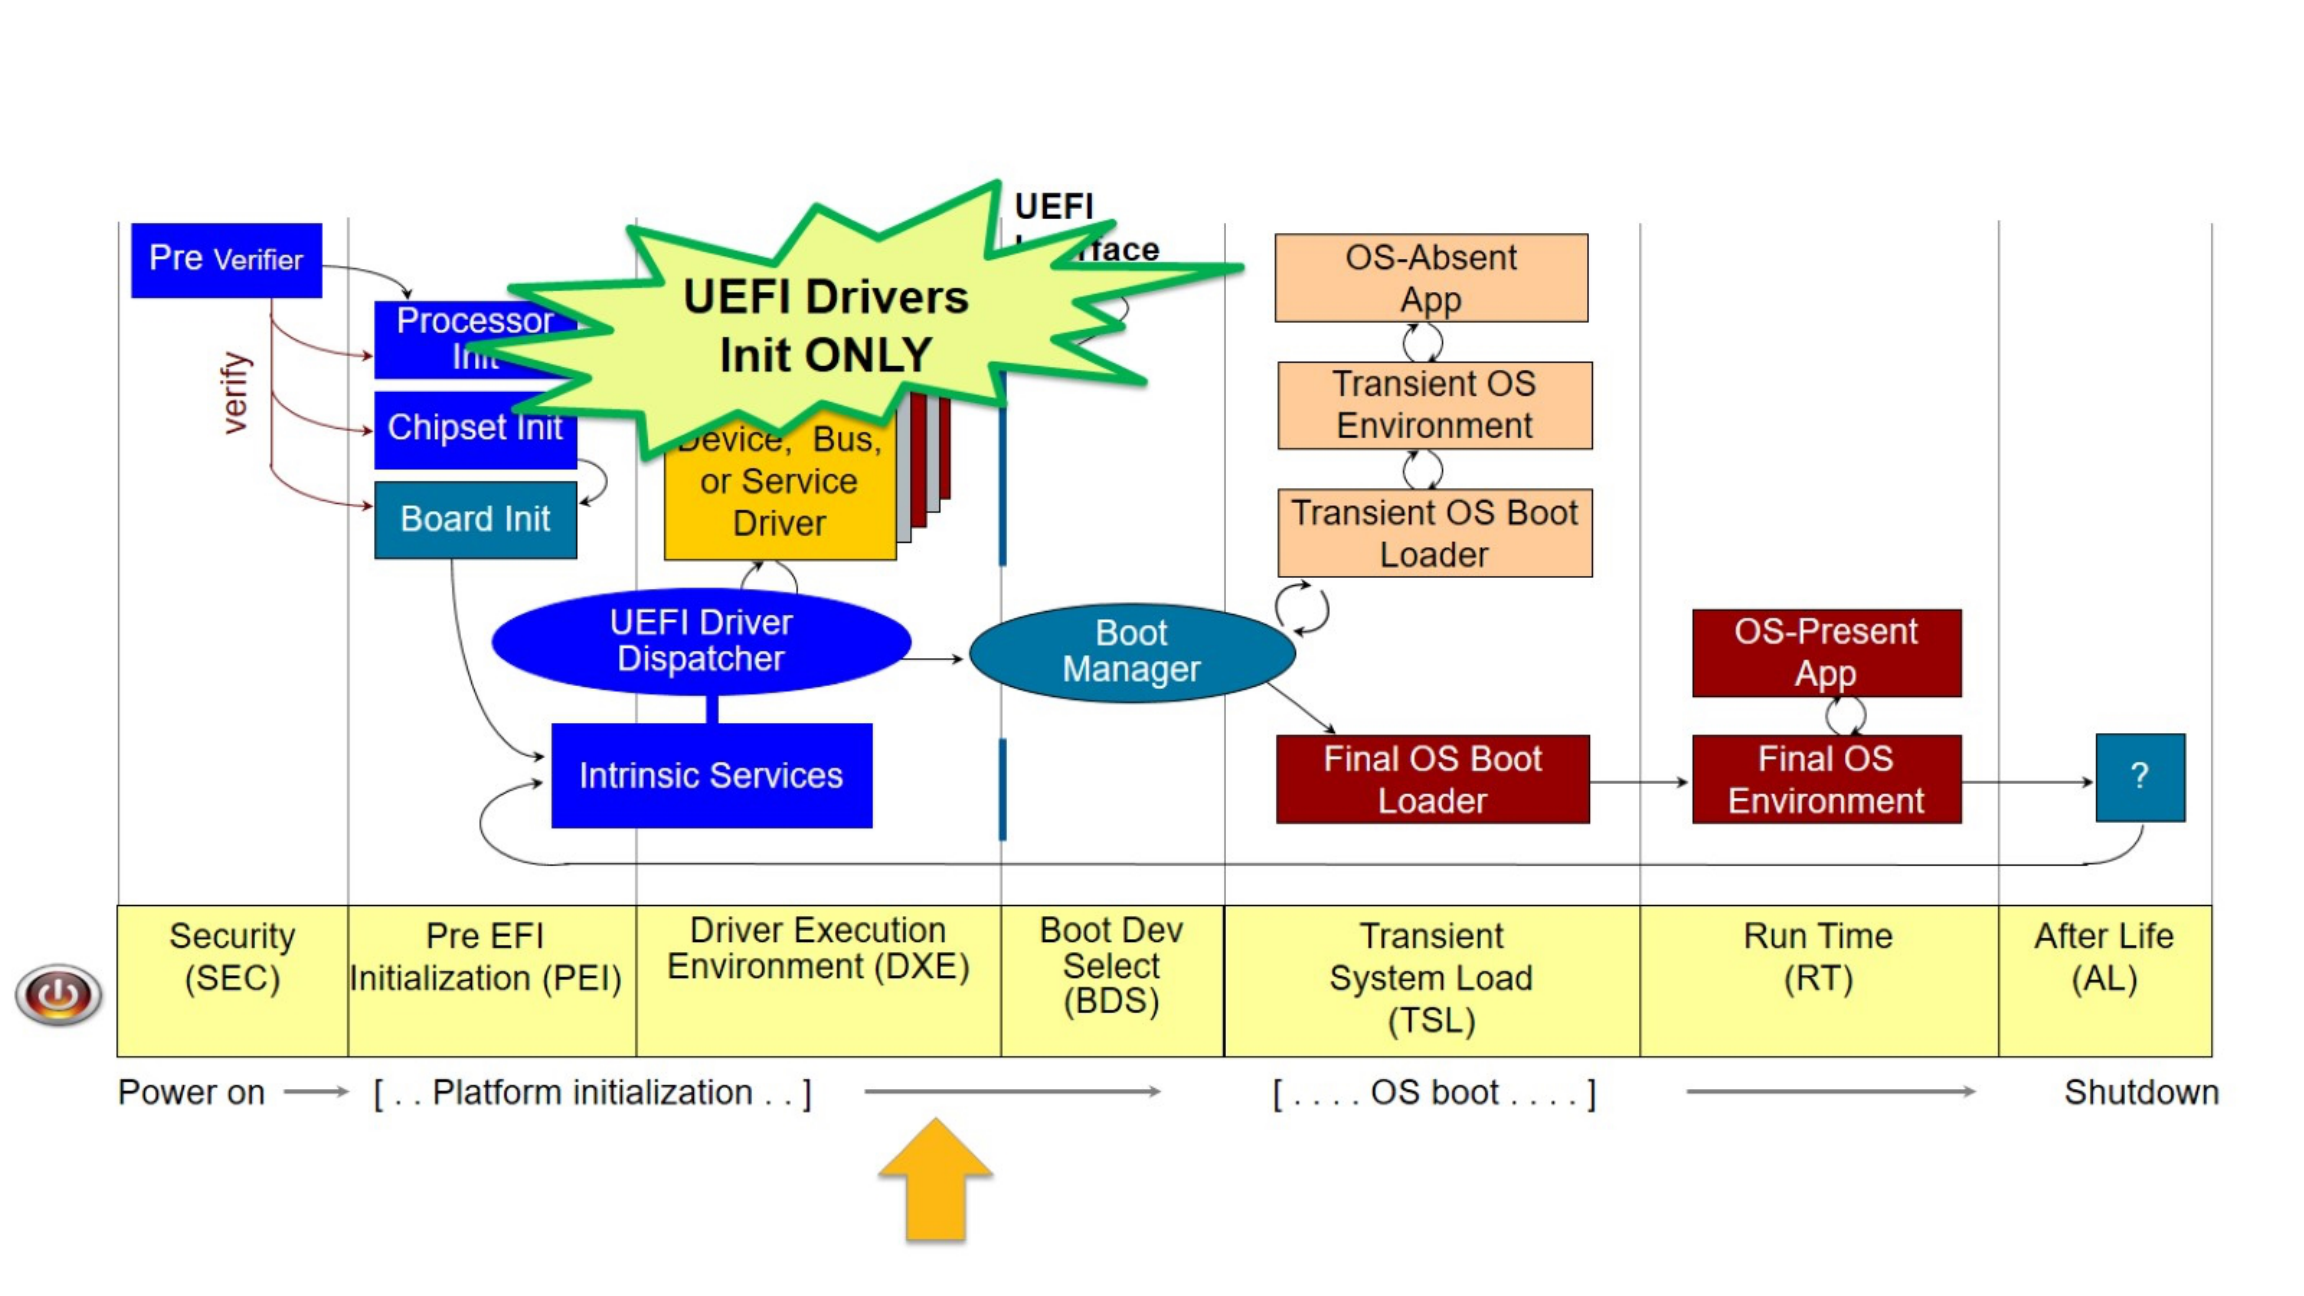 UEFI
Pre Verifier
Processor
Init
Chipset Init
Board Init
verify
UEFI Drivers
Init ONLY
Device, Bus,
or Service
Driver
UEFI Driver
Dispatcher
Intrinsic Services
Boot
Manager
OS-Absent
App
Transient OS
Environment
Transient OS Boot
Loader
Final OS Boot
Loader
OS-Present
App
Final OS
Environment
?
Security
(SEC)
Pre EFI
Initialization (PEI)
Driver Execution
Environment (DXE)
Boot Dev
Select
(BDS)
Transient
System Load
(TSL)
Run Time
(RT)
After Life
(AL)
Power on
[ . . Platform initialization . . ]
[ . . . . OS boot . . . . ]
Shutdown